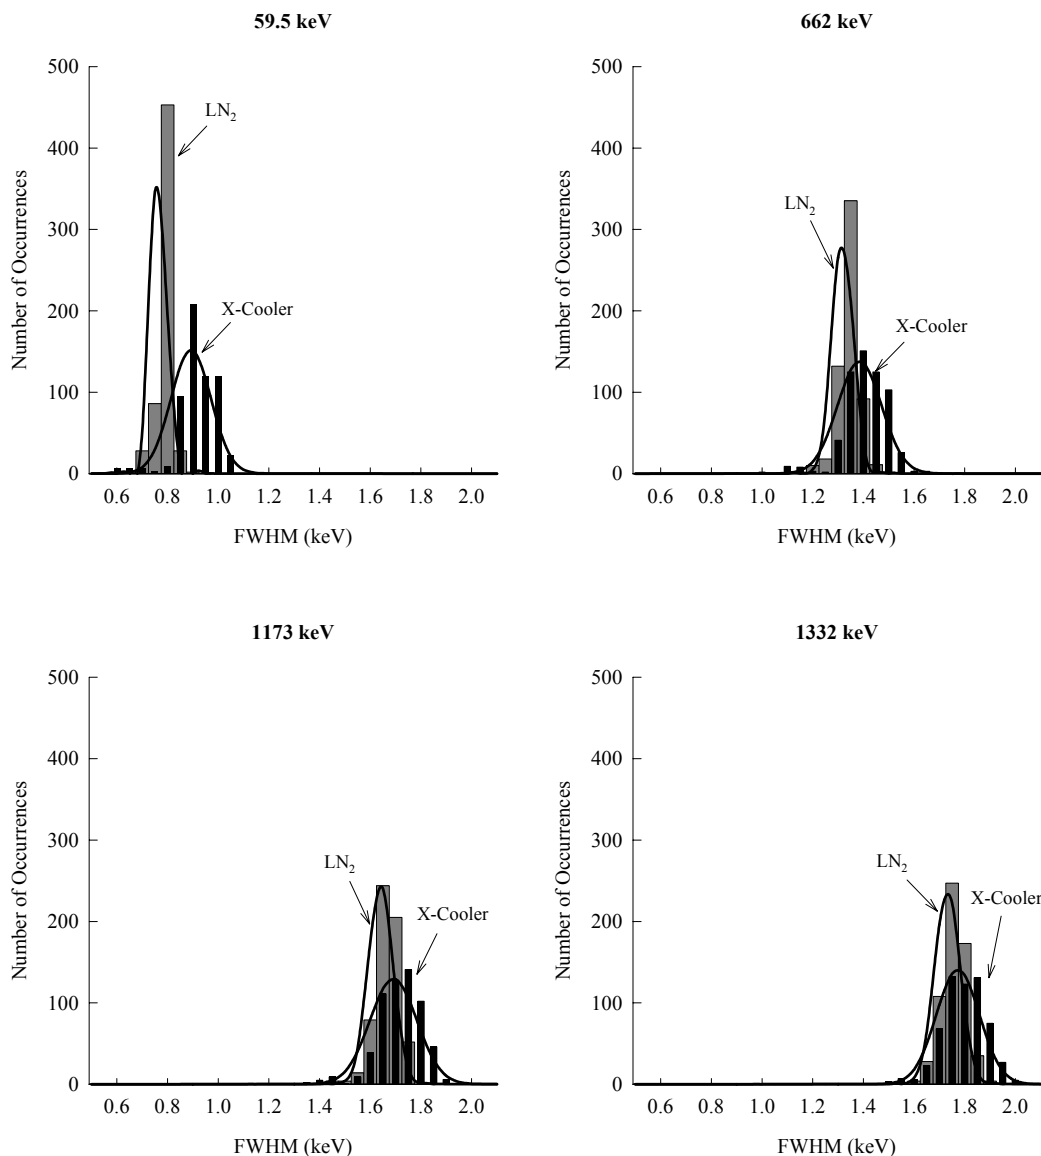 59.5 keV
500
400
300
200
100
0
Number of Occurrences
LN₂
X-Cooler
0.6 0.8 1.0 1.2 1.4 1.6 1.8 2.0
FWHM (keV)
662 keV
500
400
300
200
100
0
Number of Occurrences
LN₂
X-Cooler
0.6 0.8 1.0 1.2 1.4 1.6 1.8 2.0
FWHM (keV)
1173 keV
500
400
300
200
100
0
Number of Occurrences
LN₂
X-Cooler
0.6 0.8 1.0 1.2 1.4 1.6 1.8 2.0
FWHM (keV)
1332 keV
500
400
300
200
100
0
Number of Occurrences
LN₂
X-Cooler
0.6 0.8 1.0 1.2 1.4 1.6 1.8 2.0
FWHM (keV)